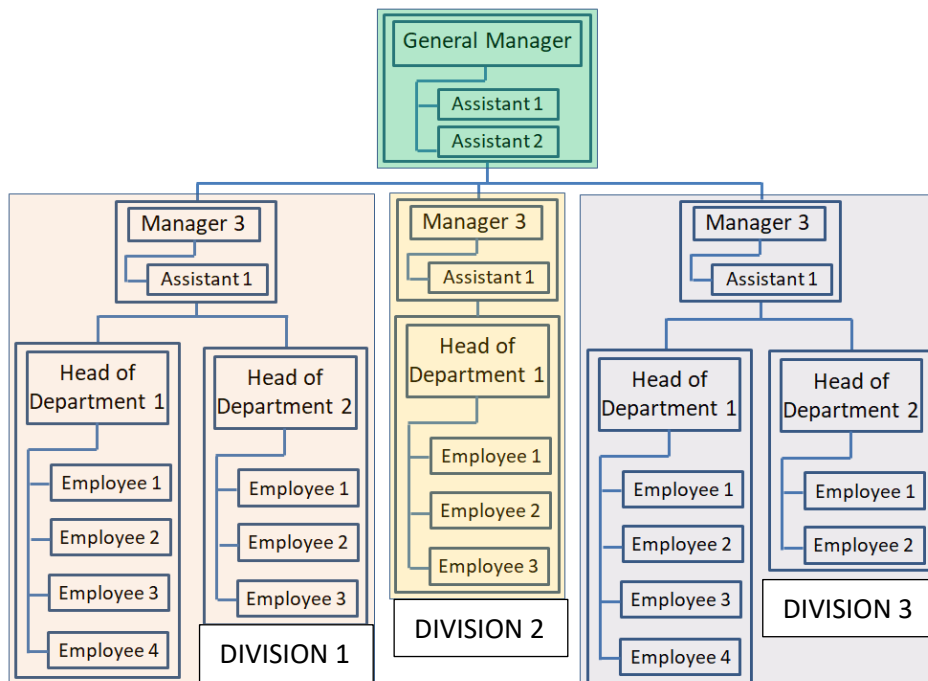 General Manager
Assistant 1
Assistant 2
Manager 3
Assistant 1
Head of
Department 1
Employee 1
Employee 2
Employee 3
Employee 4
Head of
Department 2
Employee 1
Employee 2
Employee 3
DIVISION 1
Manager 3
Assistant 1
Head of
Department 1
Employee 1
Employee 2
Employee 3
DIVISION 2
Manager 3
Assistant 1
Head of
Department 1
Employee 1
Employee 2
Employee 3
Employee 4
Head of
Department 2
Employee 1
Employee 2
DIVISION 3